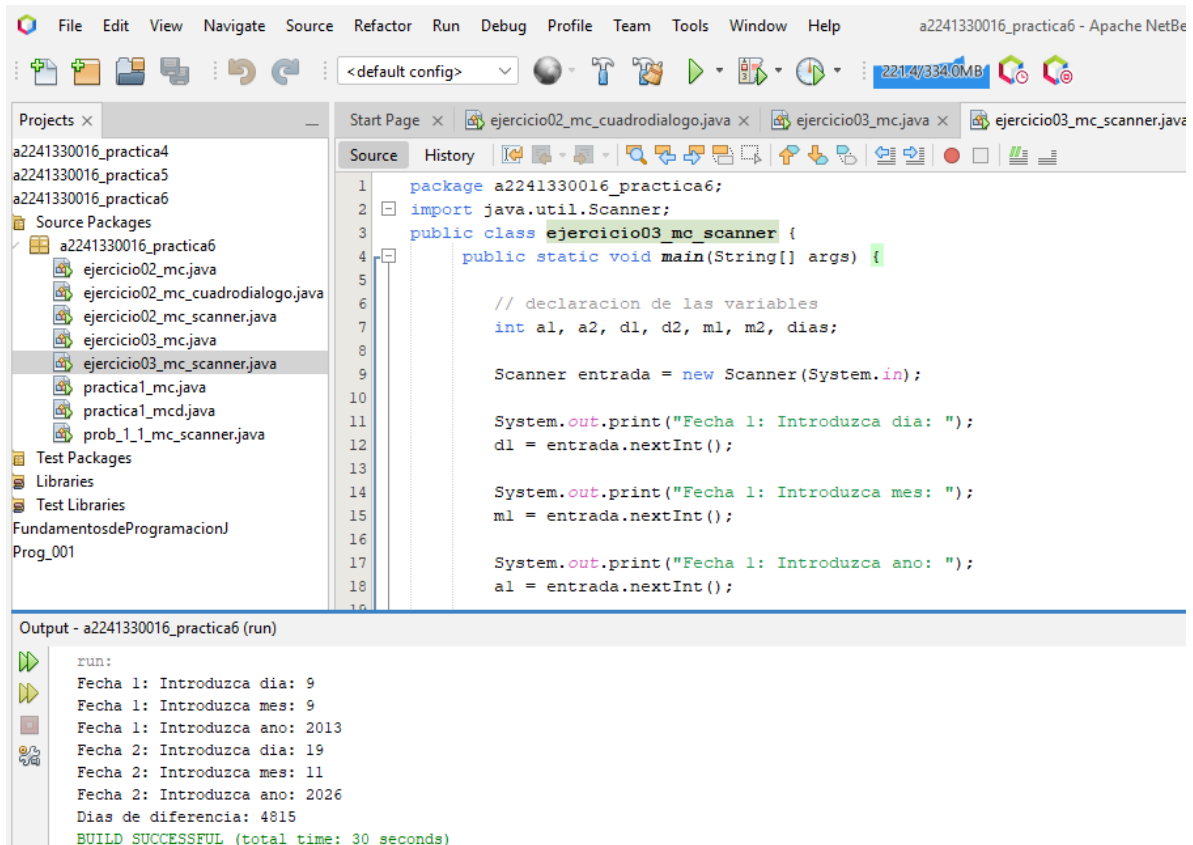 File Edit View Navigate Source Refactor Run Debug Profile Team Tools Window Help a2241330016_practica6 - Apache NetBe
<default config> 221.4/334.0MB
Projects
Start Page ejercicio02_mc_cuadrodialogo.java ejercicio03_mc.java ejercicio03_mc_scanner.java
a2241330016_practica4
a2241330016_practica5
a2241330016_practica6
Source Packages
a2241330016_practica6
ejercicio02_mc.java
ejercicio02_mc_cuadrodialogo.java
ejercicio02_mc_scanner.java
ejercicio03_mc.java
ejercicio03_mc_scanner.java
practica1_mc.java
practica1_mcd.java
prob_1_1_mc_scanner.java
Test Packages
Libraries
Test Libraries
FundamentosdeProgramacionJ
Prog_001
Source History
1 package a2241330016_practica6;
2 import java.util.Scanner;
3 public class ejercicio03_mc_scanner {
4 public static void main(String[] args) {
5
6 // declaracion de las variables
7 int a1, a2, d1, d2, m1, m2, dias;
8
9 Scanner entrada = new Scanner(System.in);
10
11 System.out.print("Fecha 1: Introduzca dia: ");
12 d1 = entrada.nextInt();
13
14 System.out.print("Fecha 1: Introduzca mes: ");
15 m1 = entrada.nextInt();
16
17 System.out.print("Fecha 1: Introduzca ano: ");
18 a1 = entrada.nextInt();
19
Output - a2241330016_practica6 (run)
run:
Fecha 1: Introduzca dia: 9
Fecha 1: Introduzca mes: 9
Fecha 1: Introduzca ano: 2013
Fecha 2: Introduzca dia: 19
Fecha 2: Introduzca mes: 11
Fecha 2: Introduzca ano: 2026
Dias de diferencia: 4815
BUILD SUCCESSFUL (total time: 30 seconds)